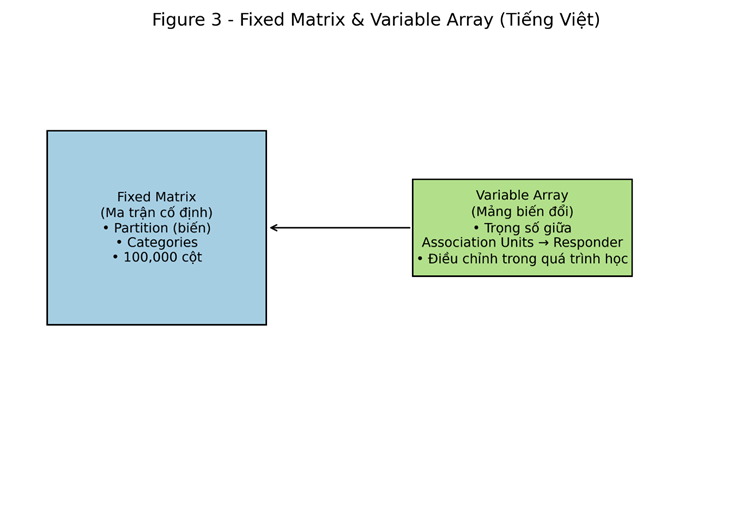 Figure 3 - Fixed Matrix & Variable Array (Tiếng Việt)
Fixed Matrix
(Ma trận cố định)
• Partition (biến)
• Categories
• 100,000 cột
Variable Array
(Mảng biến đổi)
• Trọng số giữa
Association Units → Responder
• Điều chỉnh trong quá trình học